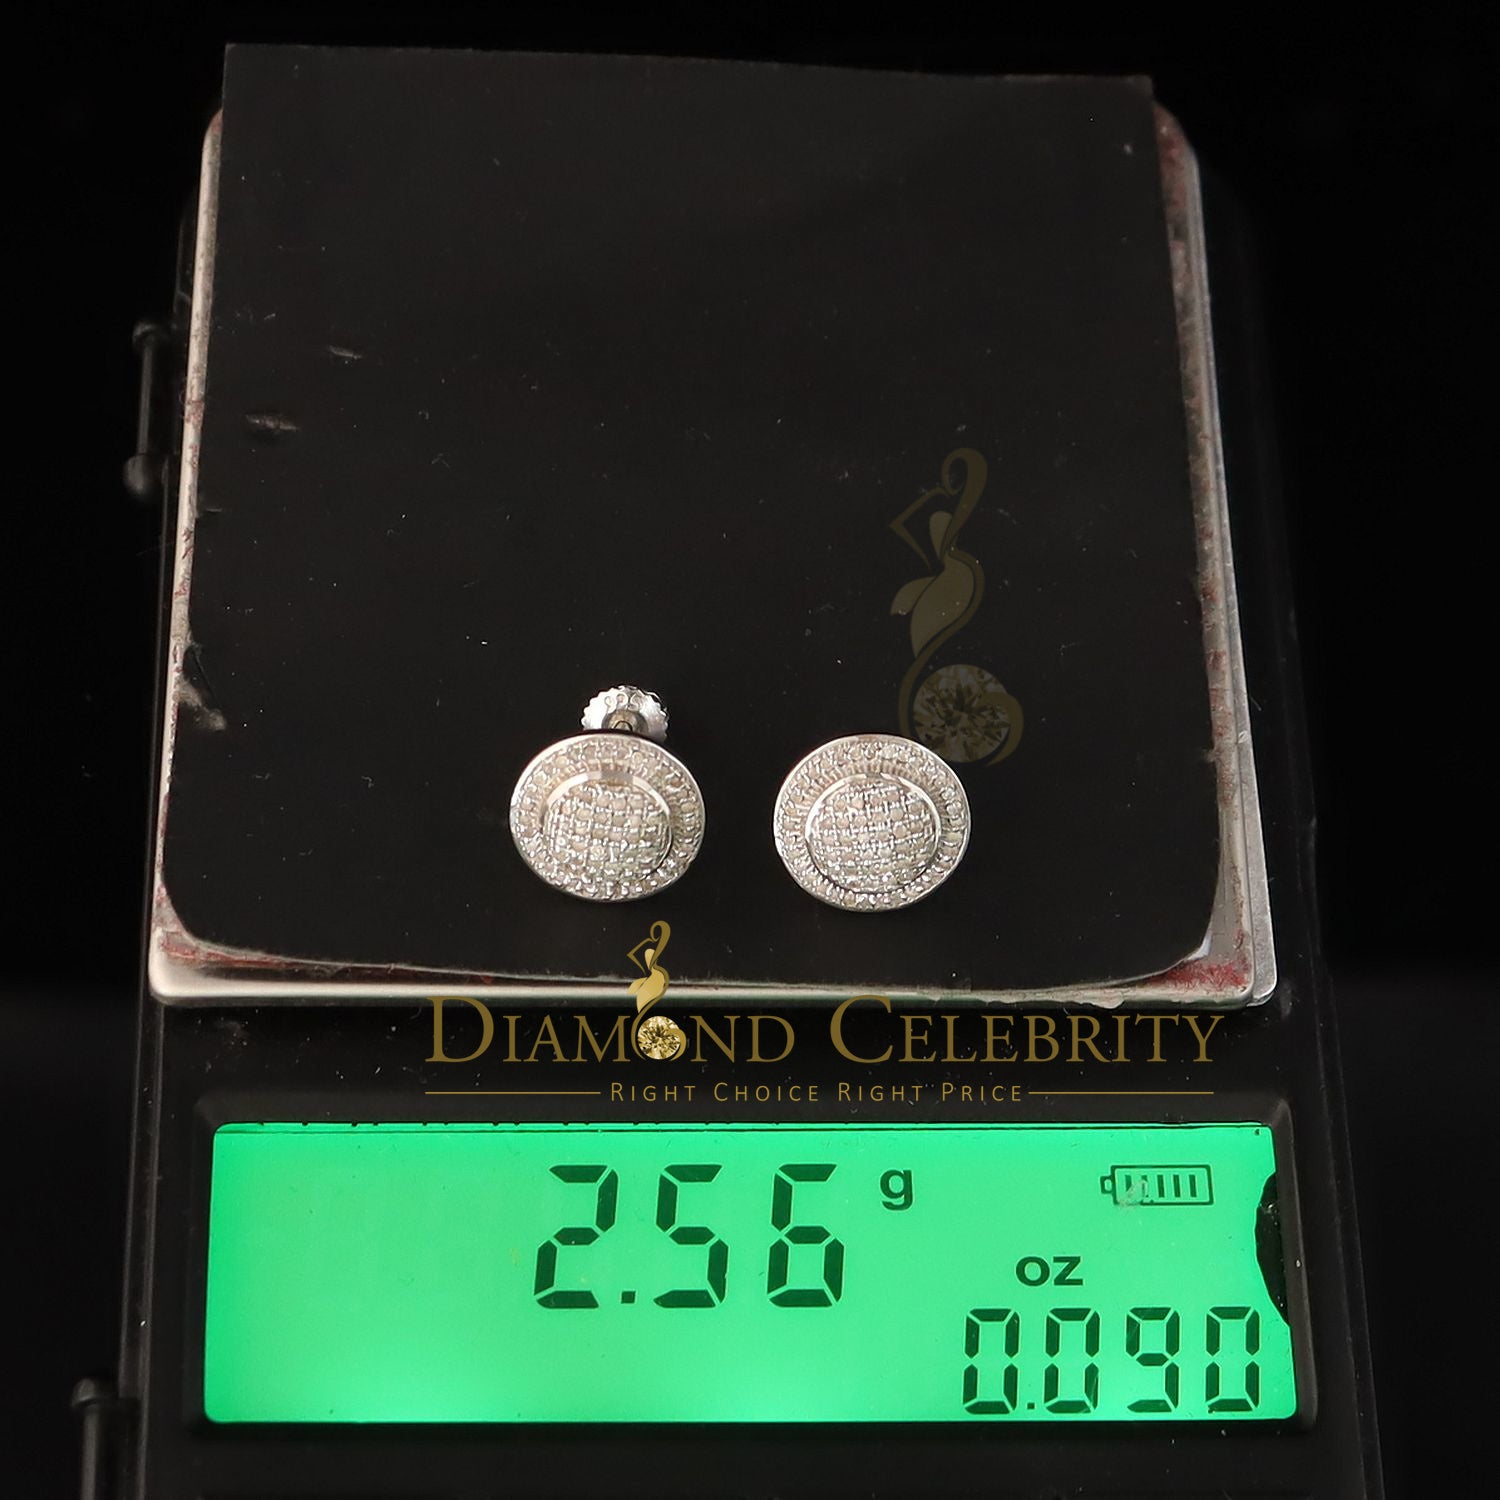 DIAMOND CELEBRITY
RIGHT CHOICE RIGHT PRICE
2.56 g
oz
0.090